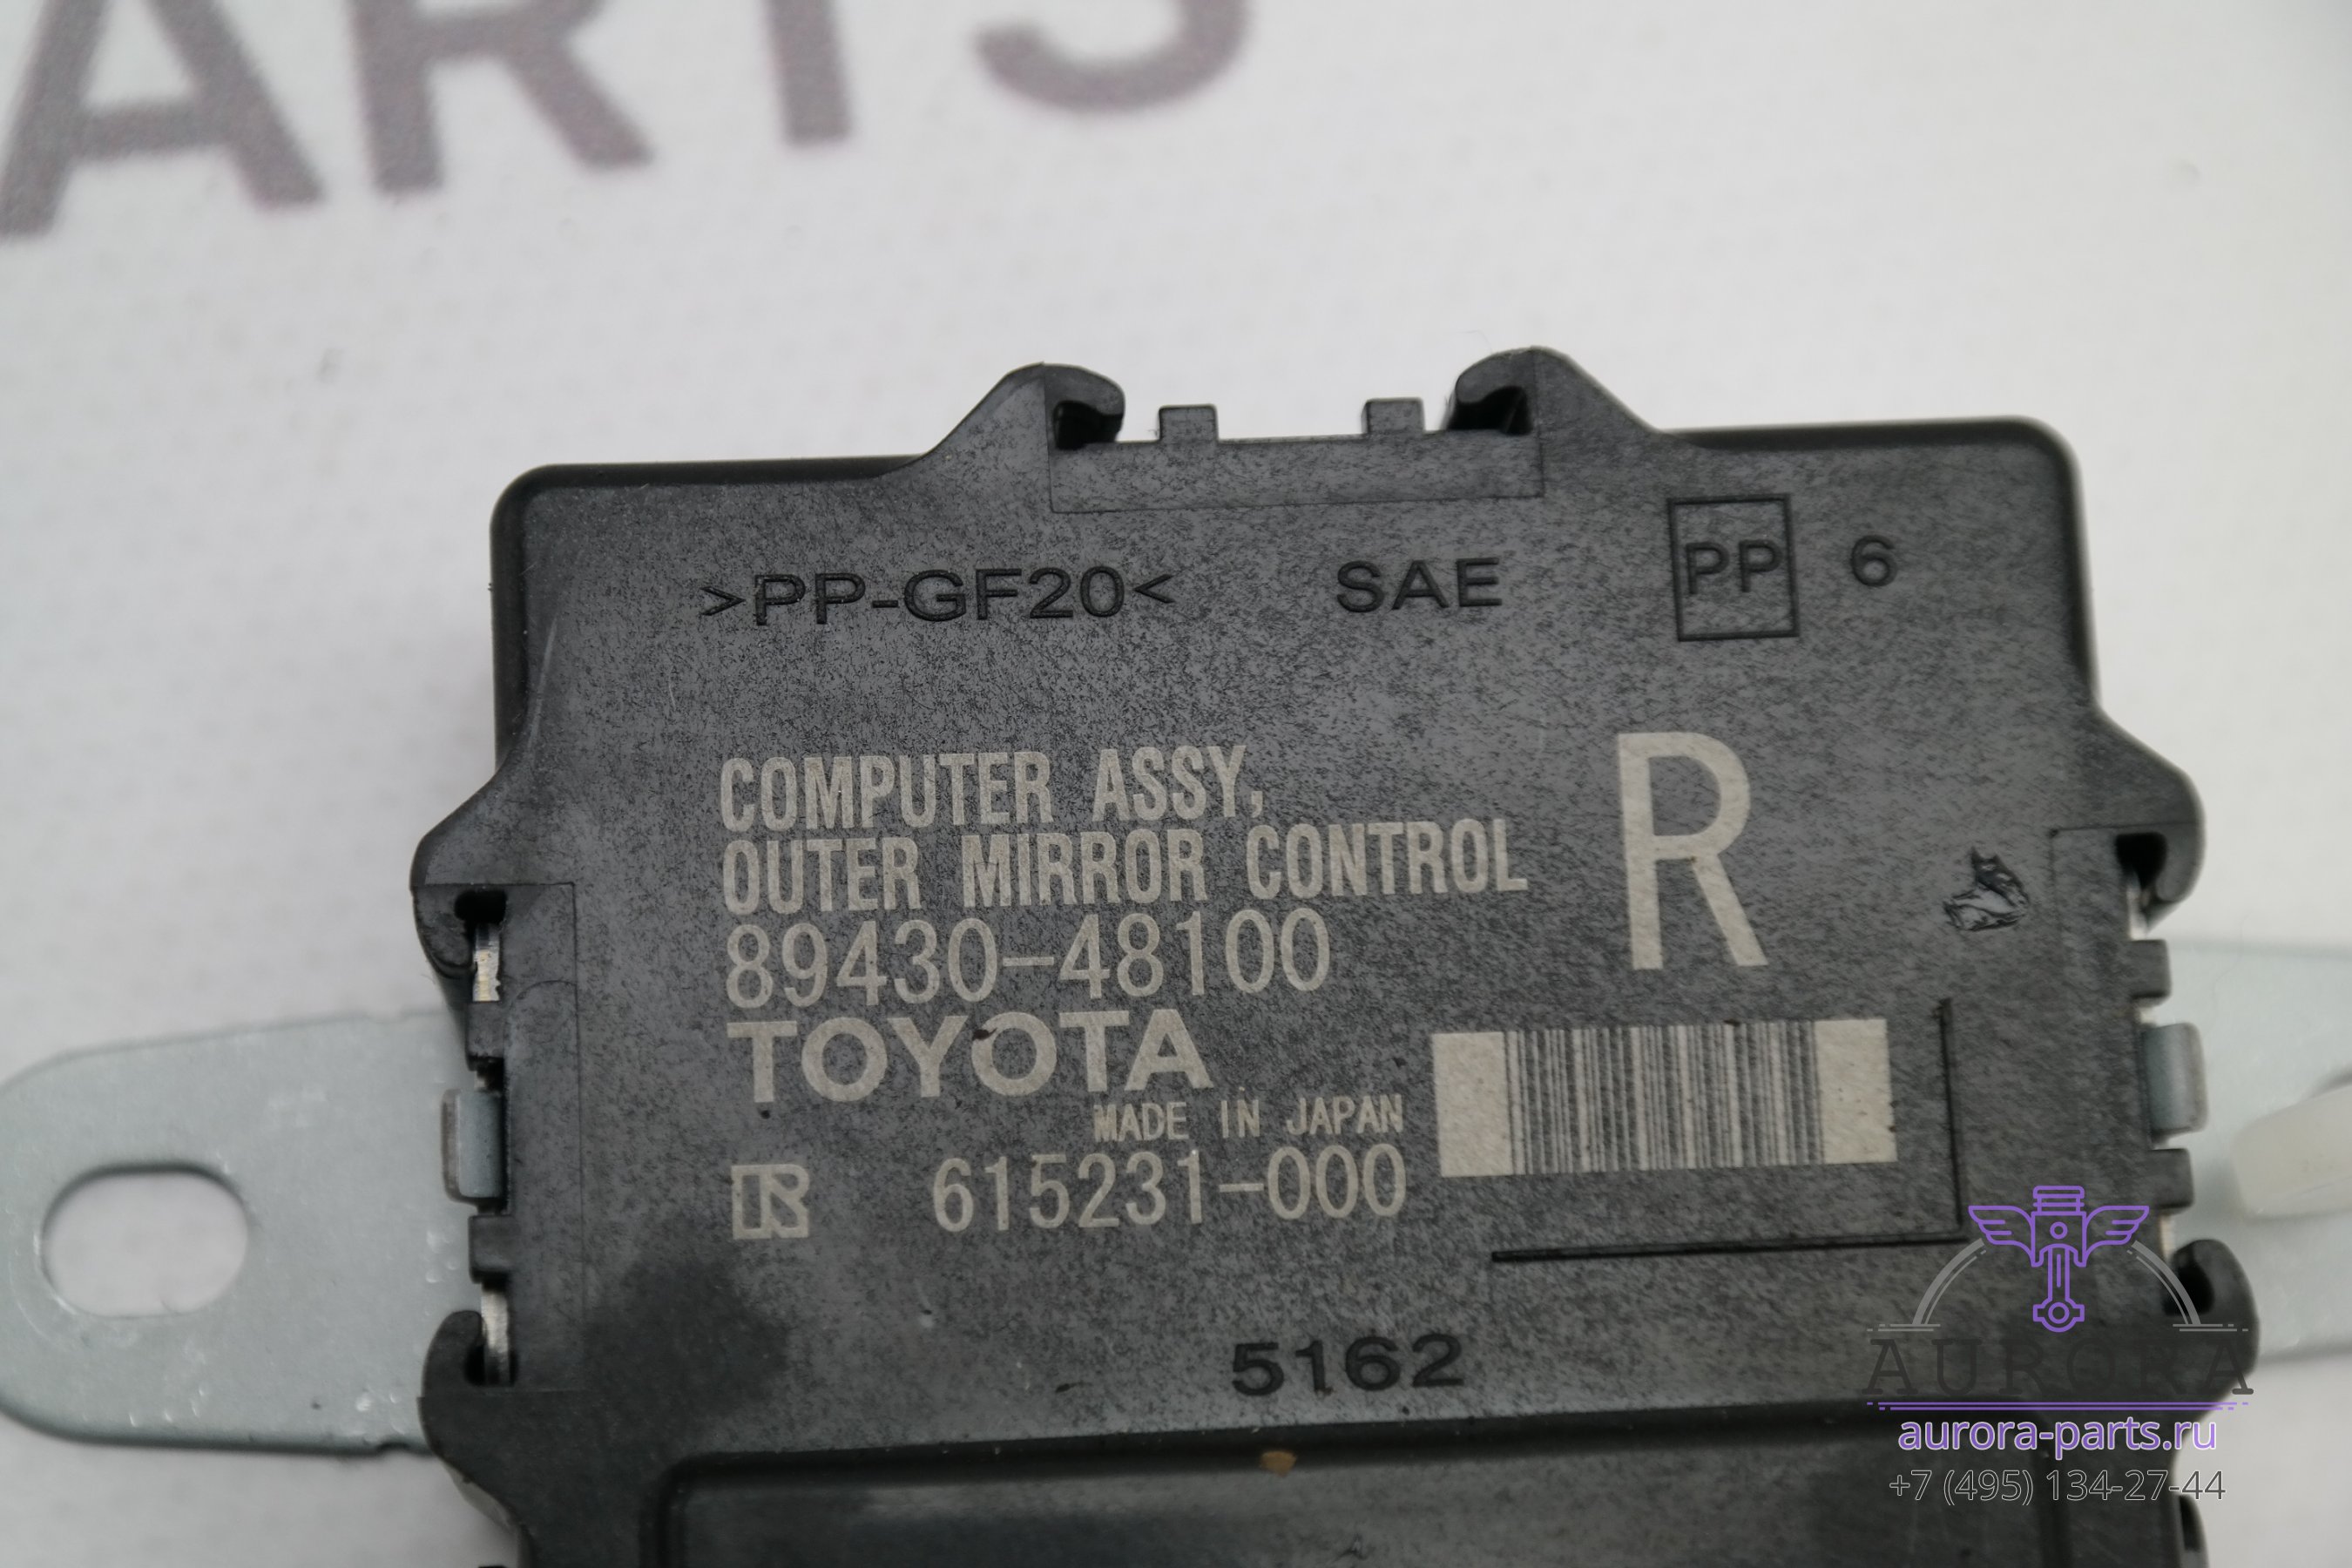 ARTS
>PP-GF20< SAE PP 6
COMPUTER ASSY,
OUTER MIRROR CONTROL
R
89430-48100
TOYOTA
MADE IN JAPAN
615231-000
5162
AURORA
aurora-parts.ru
+7 (495) 134-27-44